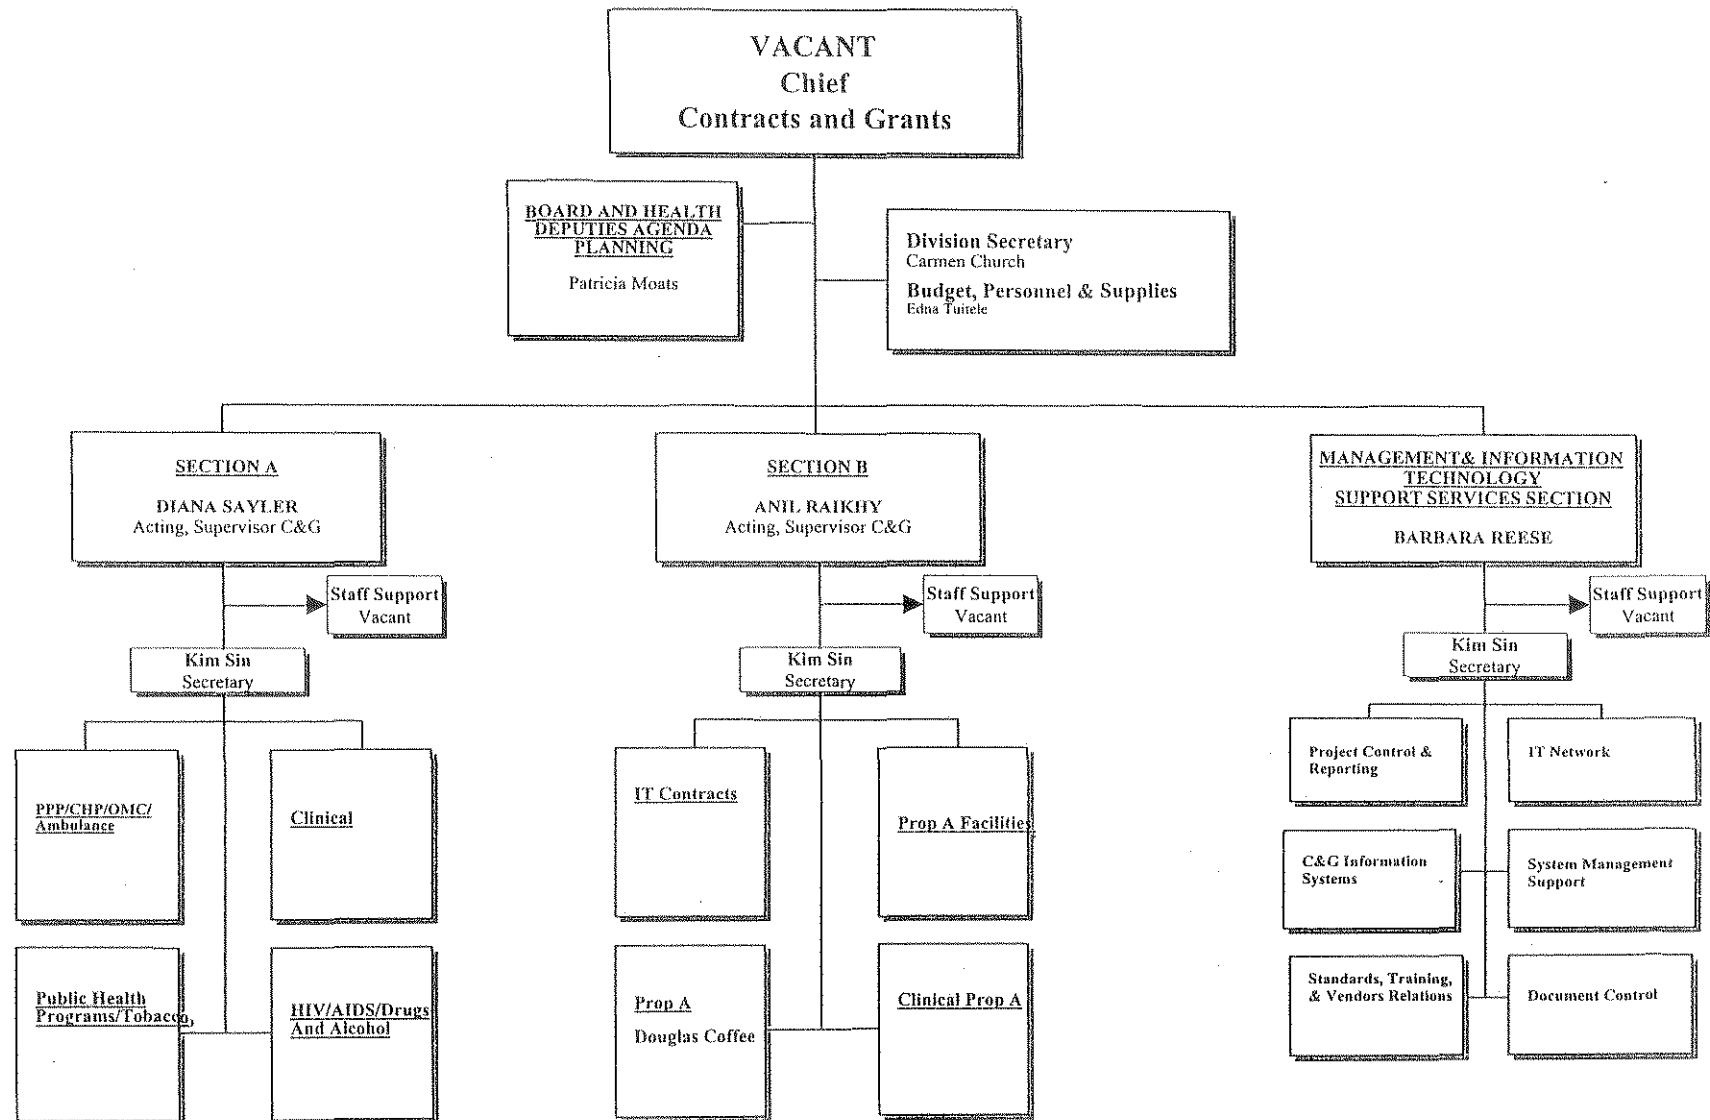 VACANT
Chief
Contracts and Grants
BOARD AND HEALTH
DEPUTIES AGENDA
PLANNING
Patricia Moats
Division Secretary
Carmen Church
Budget, Personnel & Supplies
Edna Tuitele
SECTION A
DIANA SAYLER
Acting, Supervisor C&G
SECTION B
ANIL RAIKHY
Acting, Supervisor C&G
MANAGEMENT& INFORMATION
TECHNOLOGY
SUPPORT SERVICES SECTION
BARBARA REESE
Staff Support
Vacant
Staff Support
Vacant
Staff Support
Vacant
Kim Sin
Secretary
Kim Sin
Secretary
Kim Sin
Secretary
PPP/CHP/OMC/
Ambulance
Clinical
Public Health
Programs/Tobacco,
HIV/AIDS/Drugs
And Alcohol
IT Contracts
Prop A Facilities
Prop A
Douglas Coffee
Clinical Prop A
Project Control &
Reporting
IT Network
C&G Information
Systems
System Management
Support
Standards, Training,
& Vendors Relations
Document Control